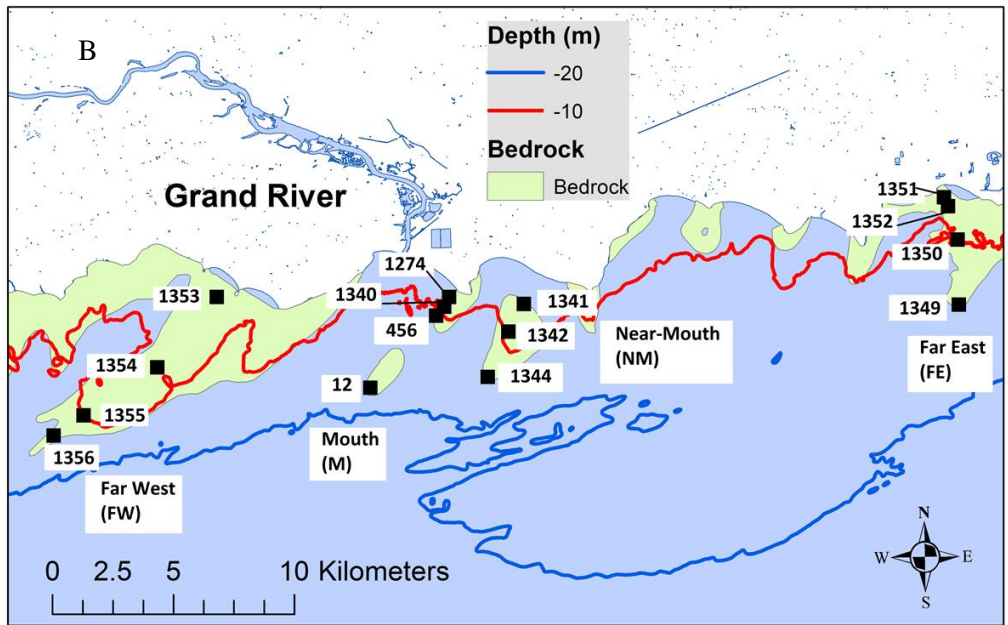 B
Depth (m)
-20
-10
Bedrock
Bedrock
Grand River
1351
1352
1350
1349
1274
1340
456
1353
1341
1342
1354
1344
12
1355
1356
Near-Mouth
(NM)
Far East
(FE)
Mouth
(M)
Far West
(FW)
N
W
E
S
0 2.5 5 10 Kilometers